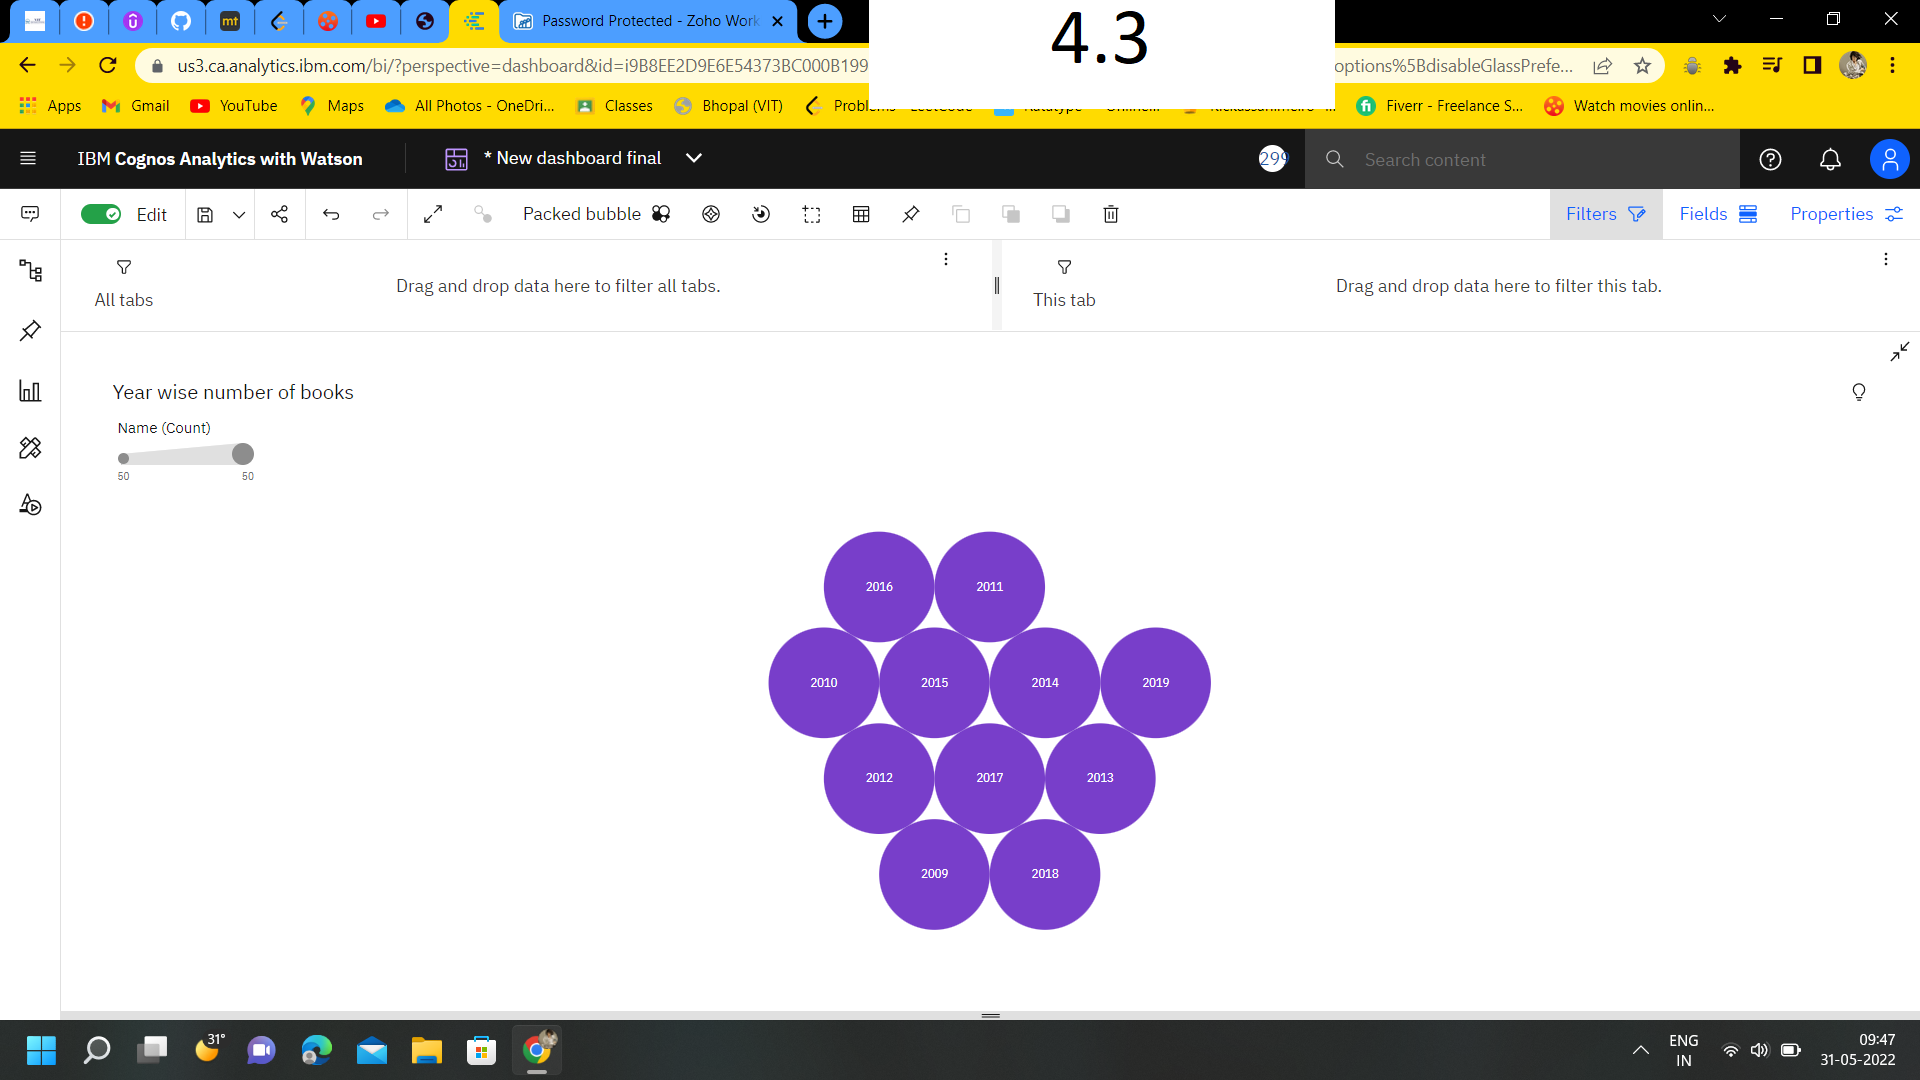 Password Protected - Zoho Work
4.3
us3.ca.analytics.ibm.com/bi/?perspective=dashboard&id=i9B8EE2D9E6E54373BC000B199
options%5BdisableGlassPrefe...
Apps
Gmail
YouTube
Maps
All Photos - OneDri...
Classes
Bhopal (VIT)
Fiverr - Freelance S...
Watch movies onlin...
IBM Cognos Analytics with Watson
* New dashboard final
299
Search content
Edit
Packed bubble
Filters
Fields
Properties
All tabs
Drag and drop data here to filter all tabs.
This tab
Drag and drop data here to filter this tab.
Year wise number of books
Name (Count)
50
50
2016
2011
2010
2015
2014
2019
2012
2017
2013
2009
2018
31°
ENG
IN
09:47
31-05-2022